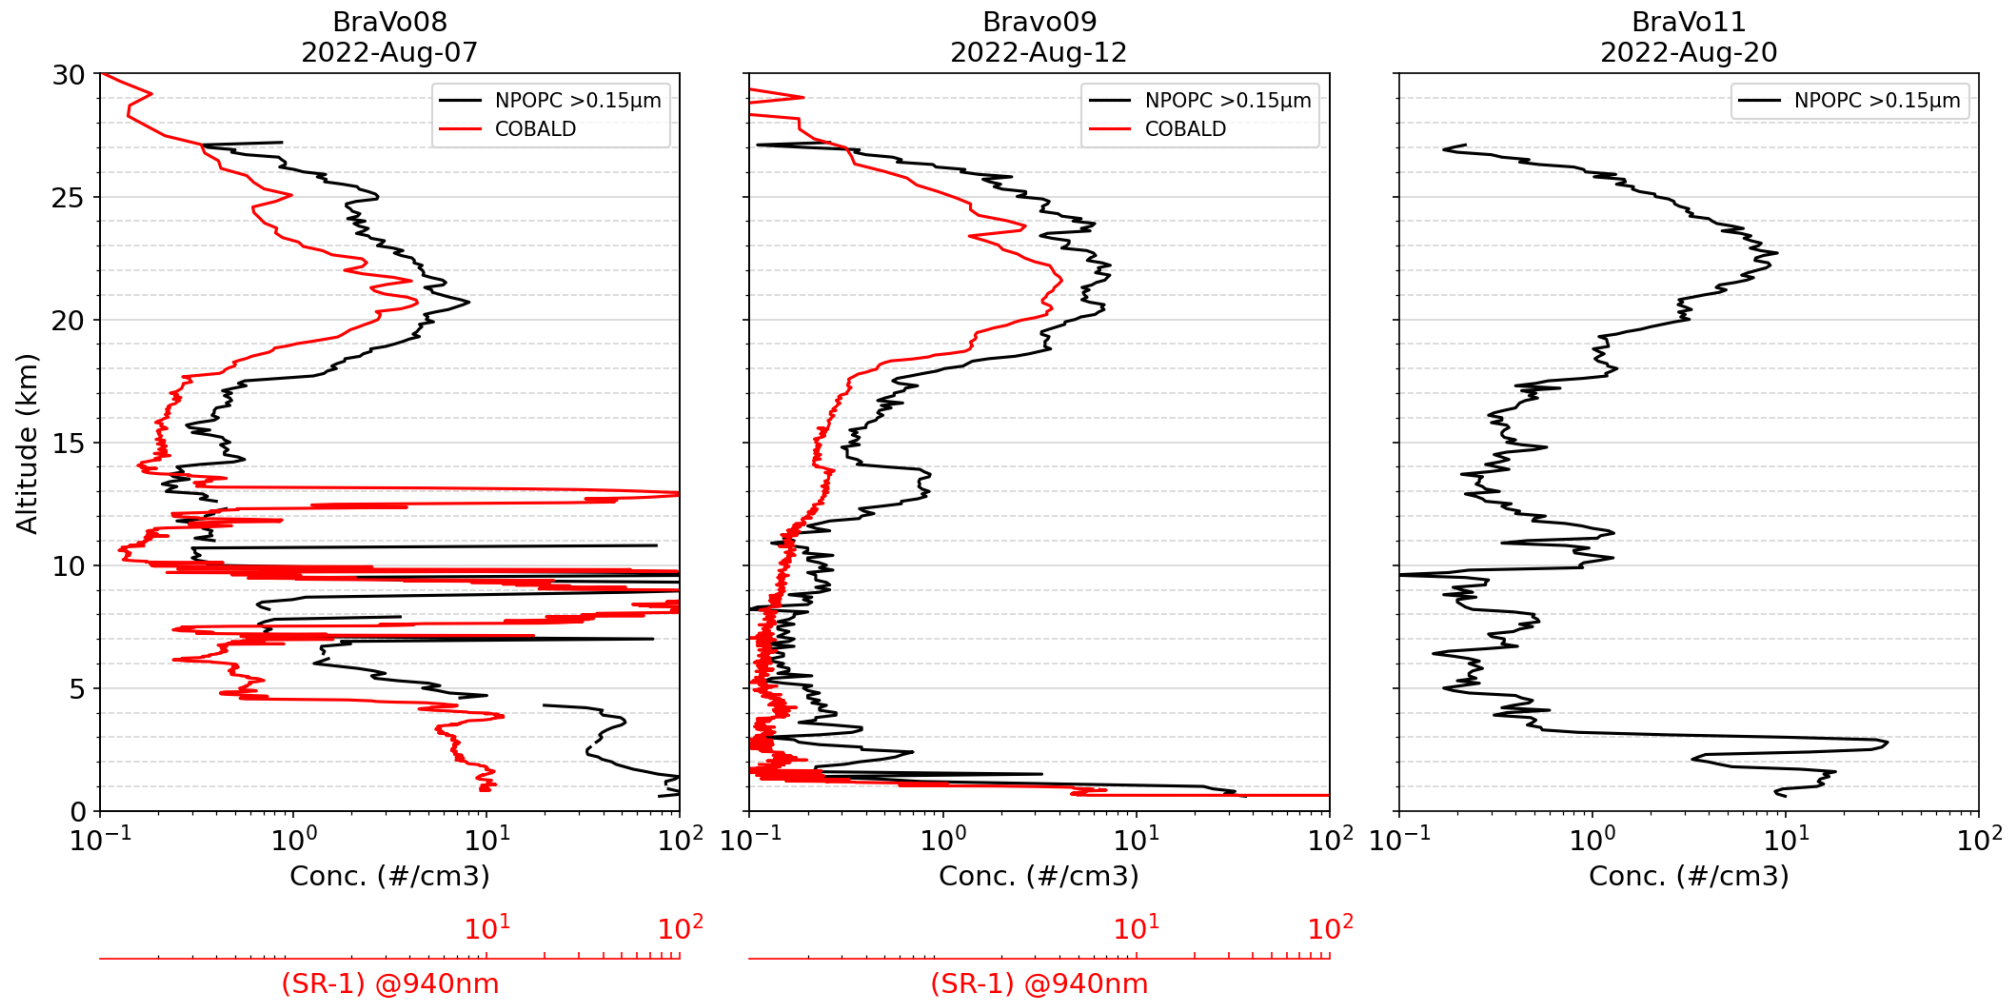 BraVo08
2022-Aug-07
Bravo09
2022-Aug-12
BraVo11
2022-Aug-20
NPOPC >0.15µm
COBALD
NPOPC >0.15µm
COBALD
NPOPC >0.15µm
Altitude (km)
30
25
20
15
10
5
0
10⁻¹ 10⁰ 10¹ 10²
10⁻¹ 10⁰ 10¹ 10²
10⁻¹ 10⁰ 10¹ 10²
Conc. (#/cm3)
Conc. (#/cm3)
Conc. (#/cm3)
10¹ 10²
10¹ 10²
(SR-1) @940nm
(SR-1) @940nm